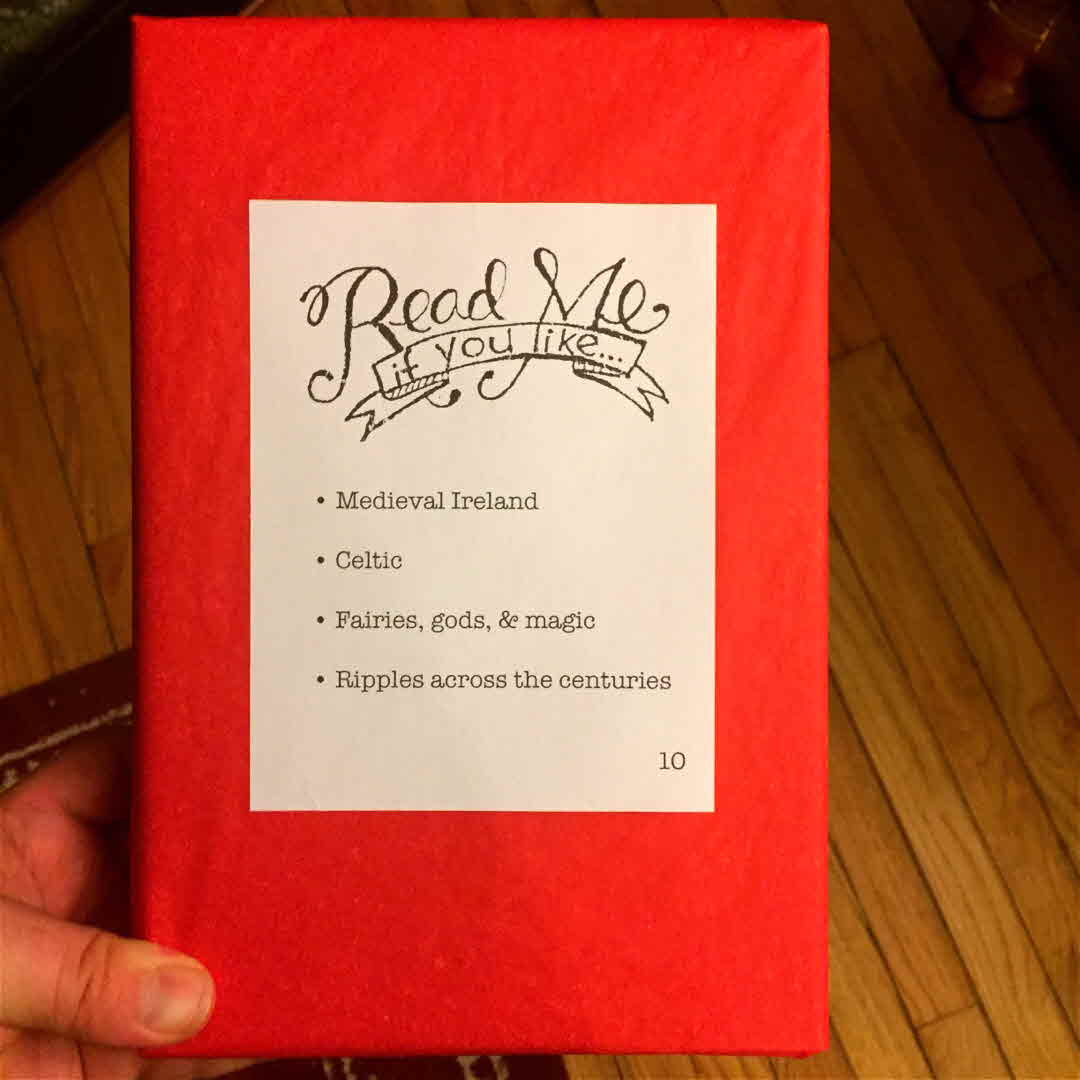 Read Me
if you like...
• Medieval Ireland
• Celtic
• Fairies, gods, & magic
• Ripples across the centuries
10